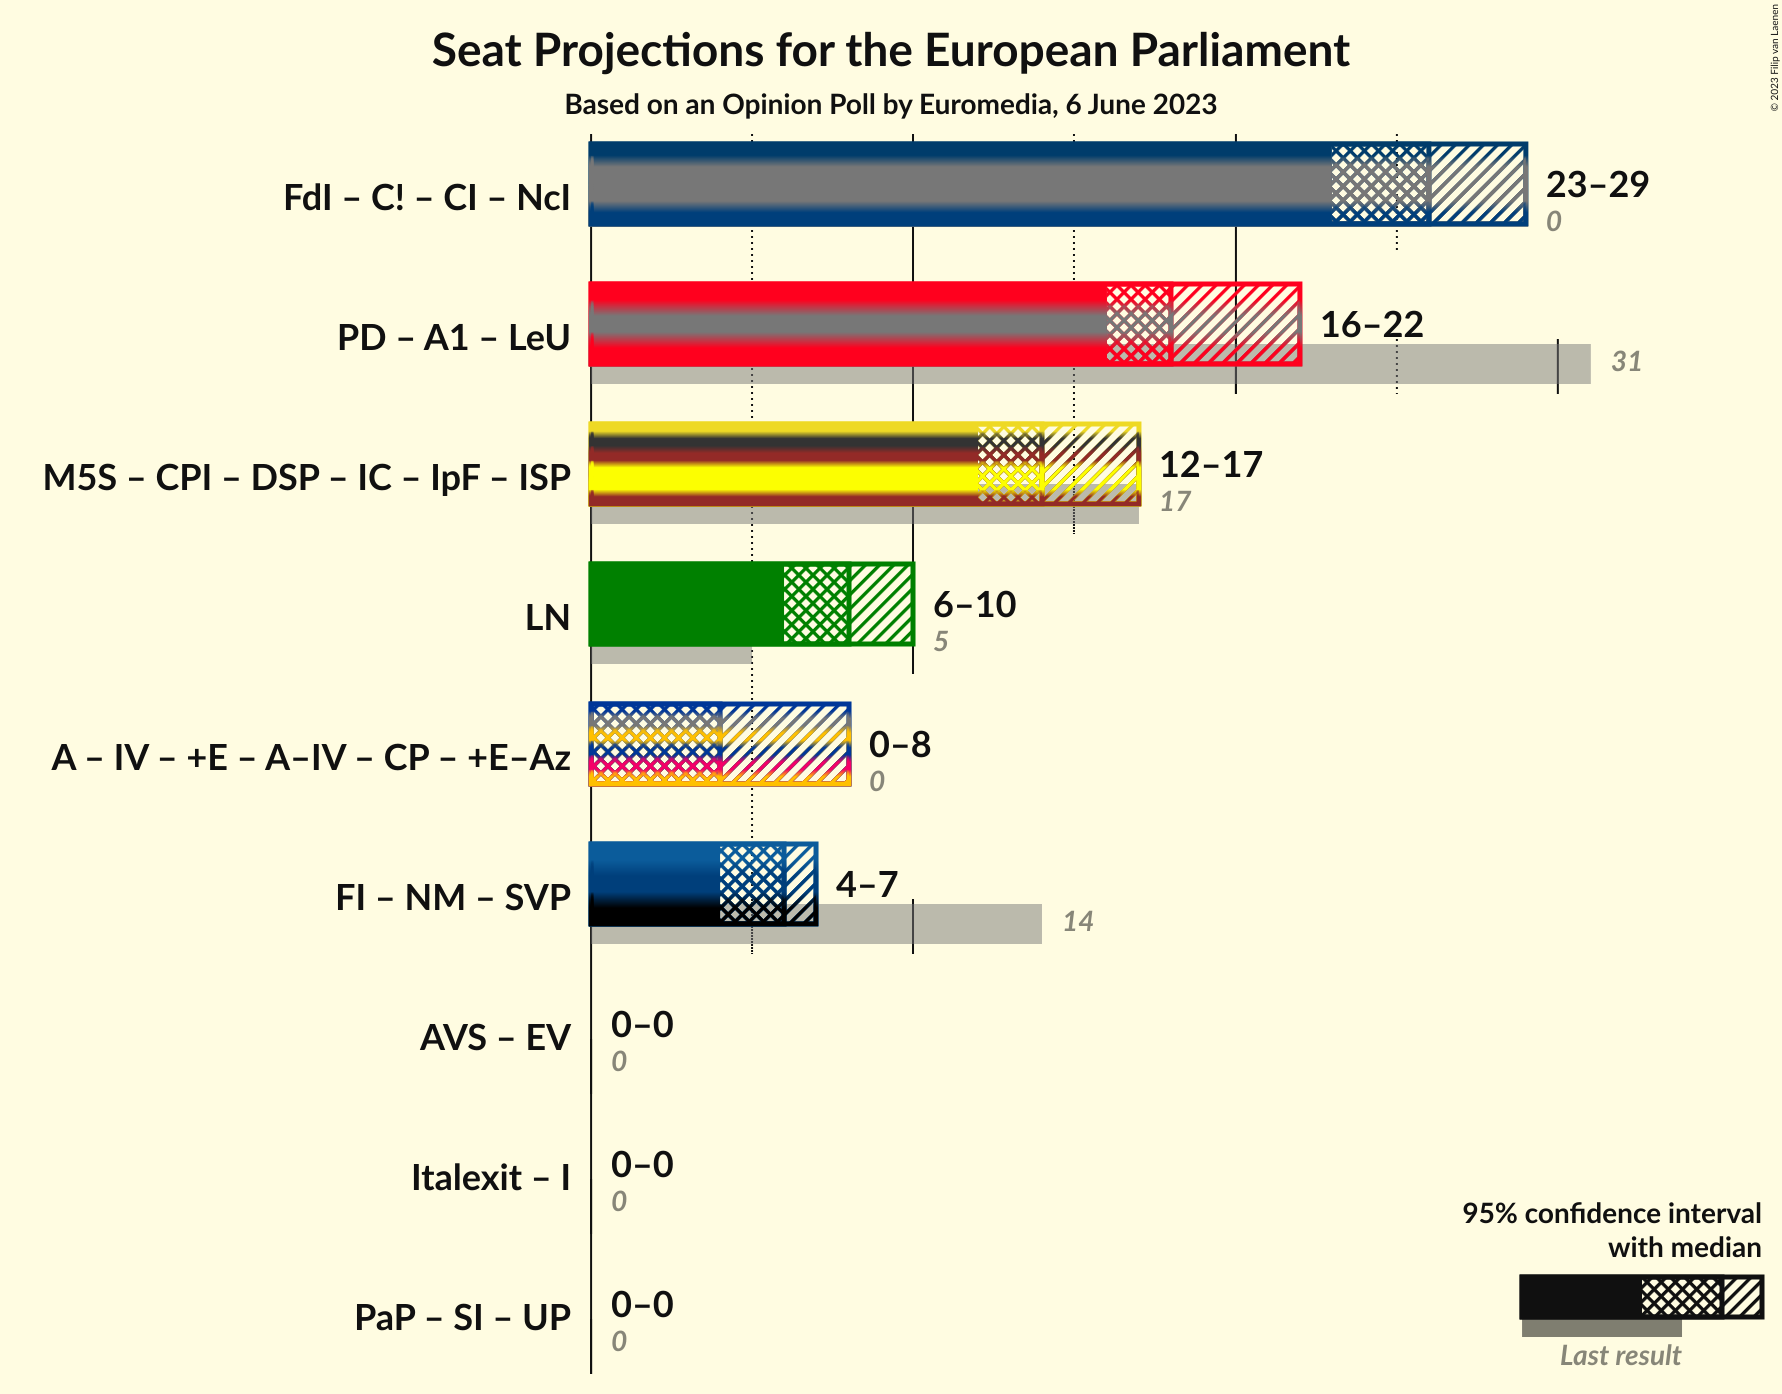 Seat Projections for the European Parliament
Based on an Opinion Poll by Euromedia, 6 June 2023
© 2023 Filip van Laenen
FdI – C! – CI – NcI
23–29
0
PD – A1 – LeU
16–22
31
M5S – CPI – DSP – IC – IpF – ISP
12–17
17
LN
6–10
5
A – IV – +E – A–IV – CP – +E–Az
0–8
0
FI – NM – SVP
4–7
14
AVS – EV
0–0
0
Italexit – I
0–0
0
PaP – SI – UP
0–0
0
95% confidence interval
with median
Last result